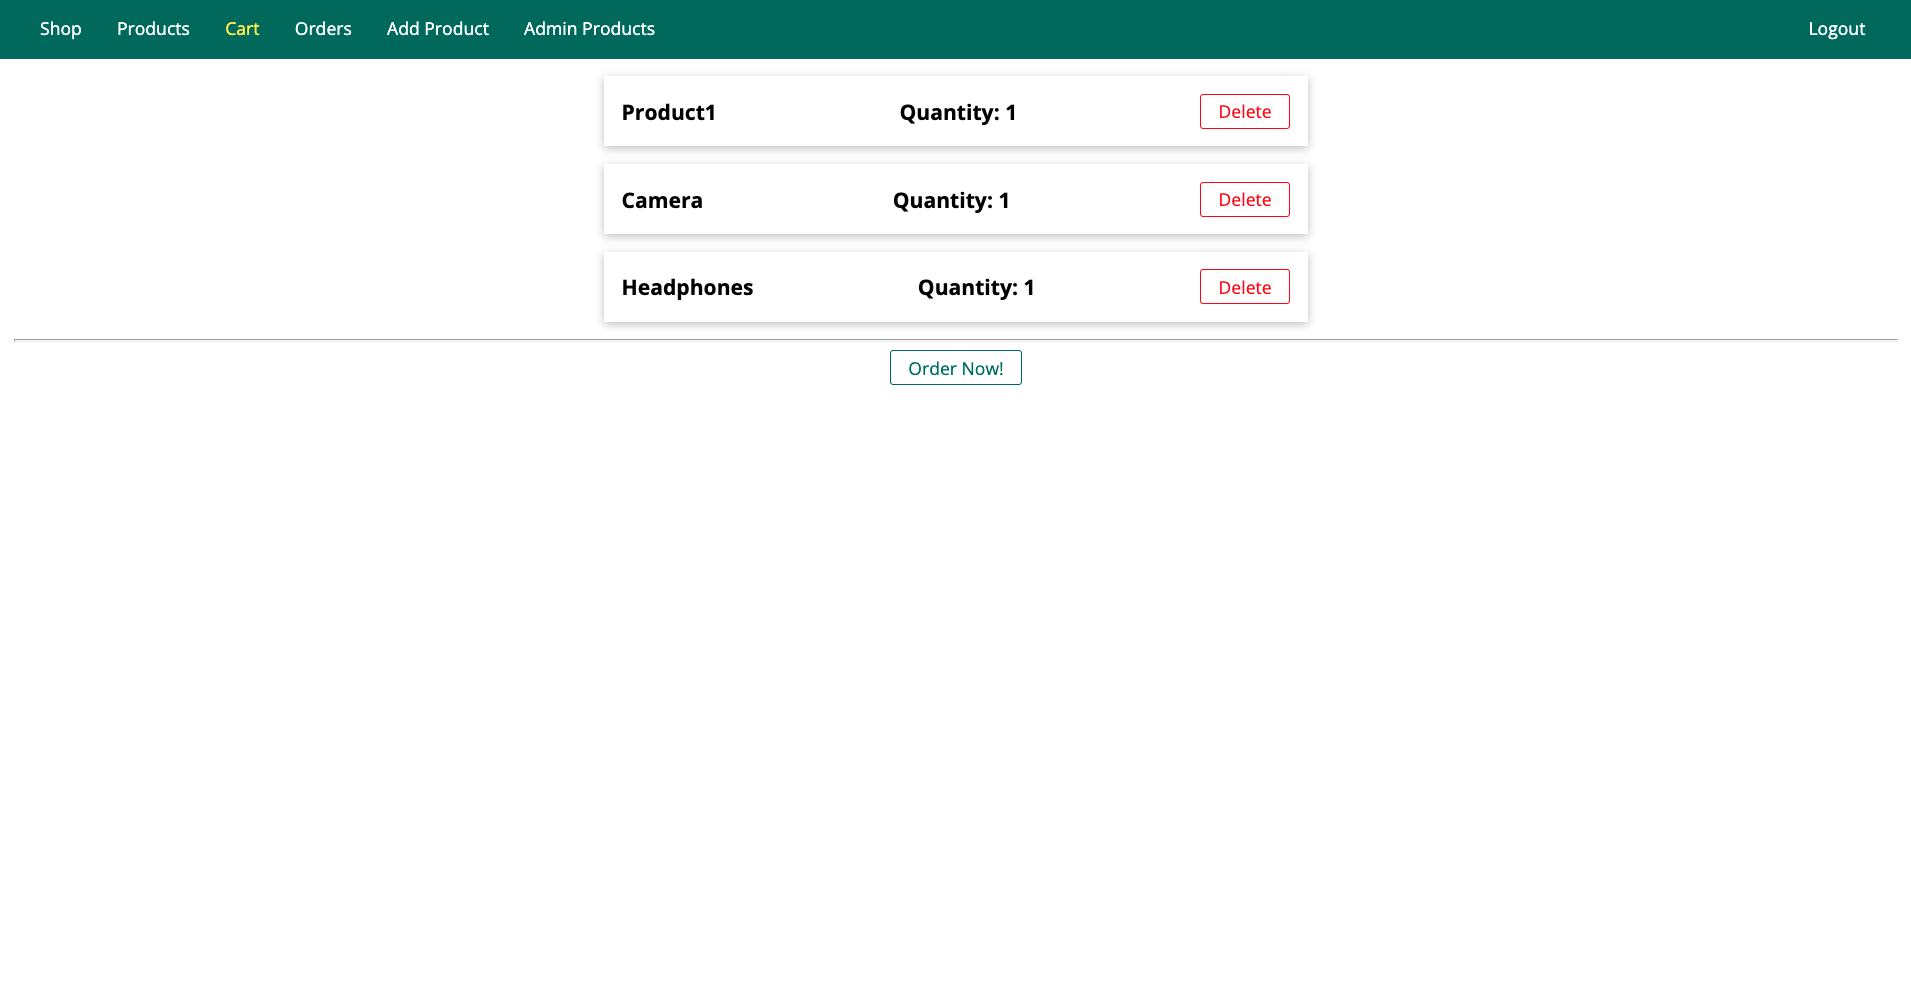 Shop Products Cart Orders Add Product Admin Products Logout
Product1 Quantity: 1 Delete
Camera Quantity: 1 Delete
Headphones Quantity: 1 Delete
Order Now!